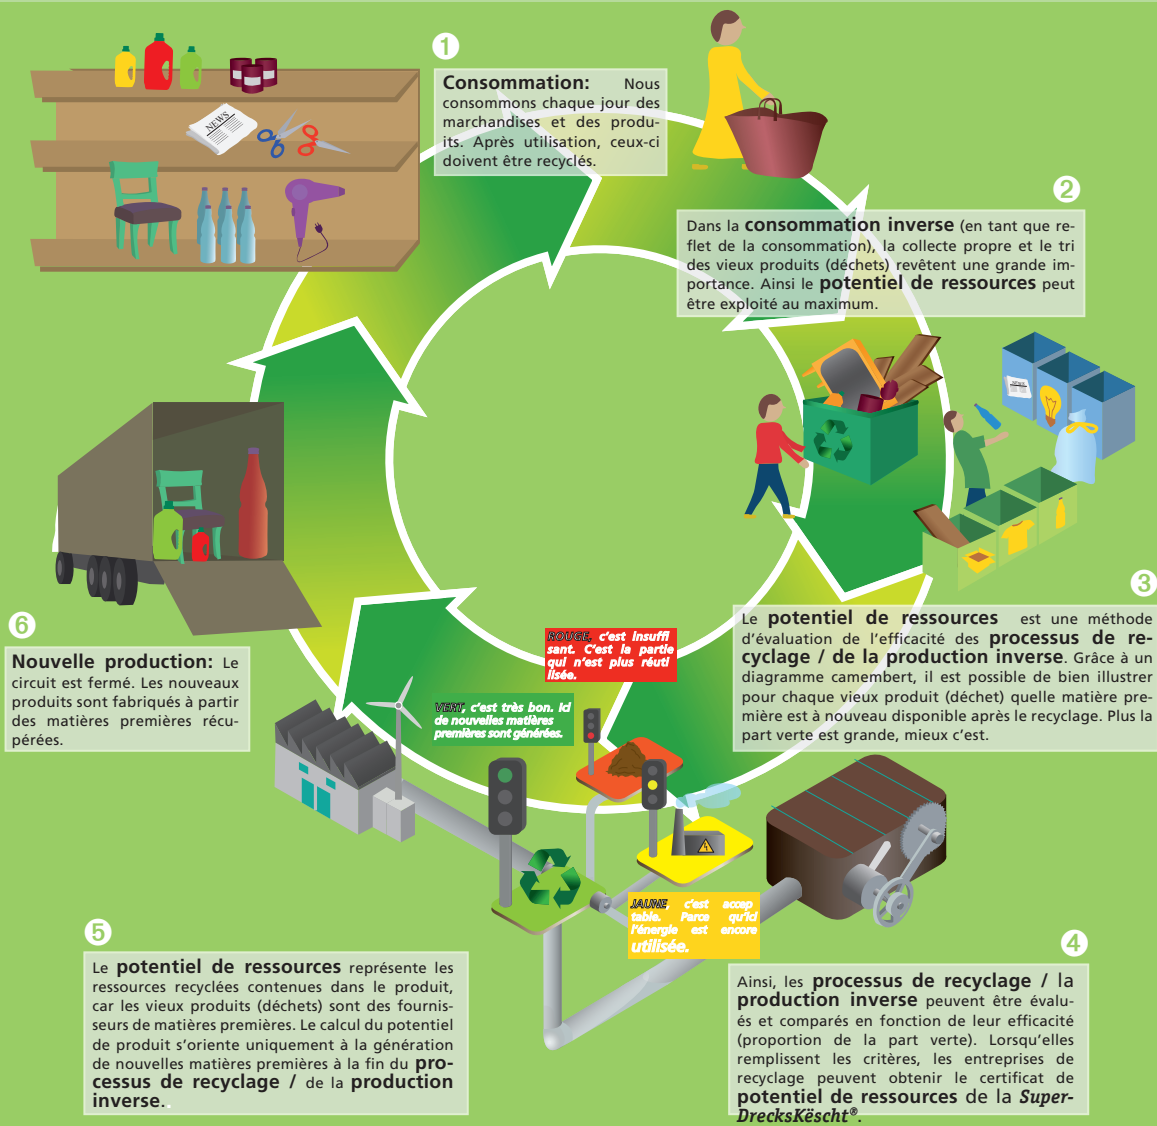 1
Consommation: Nous
consommons chaque jour des
marchandises et des produ-
its. Après utilisation, ceux-ci
doivent être recyclés.
NEWS
2
Dans la consommation inverse (en tant que re-
flet de la consommation), la collecte propre et le tri
des vieux produits (déchets) revêtent une grande im-
portance. Ainsi le potentiel de ressources peut
être exploité au maximum.
NEWS
3
Le potentiel de ressources est une méthode
d'évaluation de l'efficacité des processus de re-
cyclage / de la production inverse. Grâce à un
diagramme camembert, il est possible de bien illustrer
pour chaque vieux produit (déchet) quelle matière pre-
mière est à nouveau disponible après le recyclage. Plus la
part verte est grande, mieux c'est.
ROUGE, c'est insuffi
sant. C'est la partie
qui n'est plus réuti
lisée.
VERT, c'est très bon. Ici
de nouvelles matières
premières sont générées.
JAUNE, c'est accep
table. Parce qu'ici
l'énergie est encore
utilisée.
4
Ainsi, les processus de recyclage / la
production inverse peuvent être évalu-
és et comparés en fonction de leur efficacité
(proportion de la part verte). Lorsqu'elles
remplissent les critères, les entreprises de
recyclage peuvent obtenir le certificat de
potentiel de ressources de la Super-
DrecksKëscht®.
5
Le potentiel de ressources représente les
ressources recyclées contenues dans le produit,
car les vieux produits (déchets) sont des fournis-
seurs de matières premières. Le calcul du potentiel
de produit s'oriente uniquement à la génération
de nouvelles matières premières à la fin du pro-
cessus de recyclage / de la production
inverse..
6
Nouvelle production: Le
circuit est fermé. Les nouveaux
produits sont fabriqués à partir
des matières premières récu-
pérées.